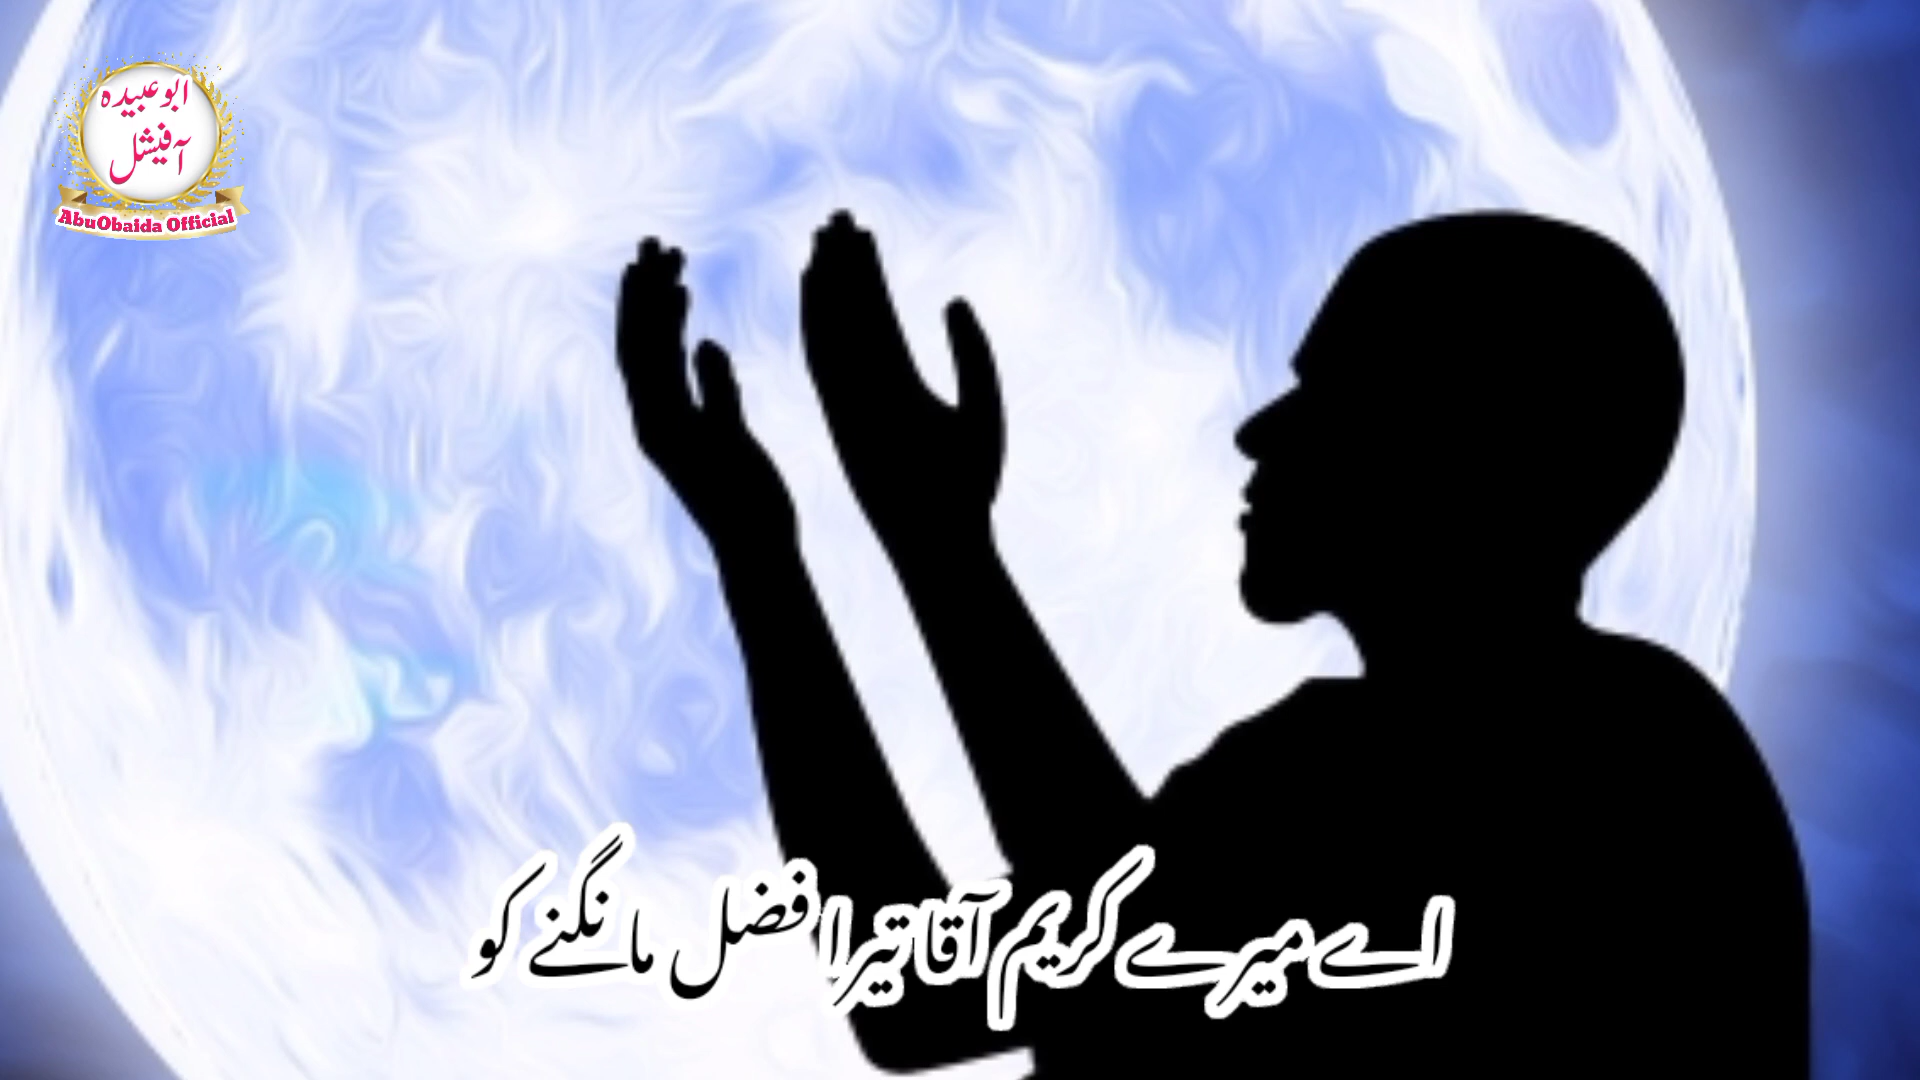 ابو عبیدہ
آفیشل
AbuObaida Official
اے میرے کریم آقا تیرا فضل مانگنے کو